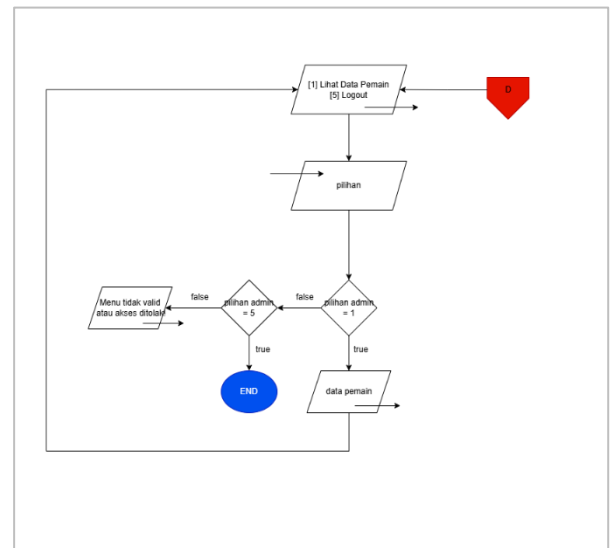 [1] Lihat Data Pemain
[5] Logout
D
pilihan
Menu tidak valid
atau akses ditolak
false
pilihan admin
= 5
false
pilihan admin
= 1
true
true
END
data pemain